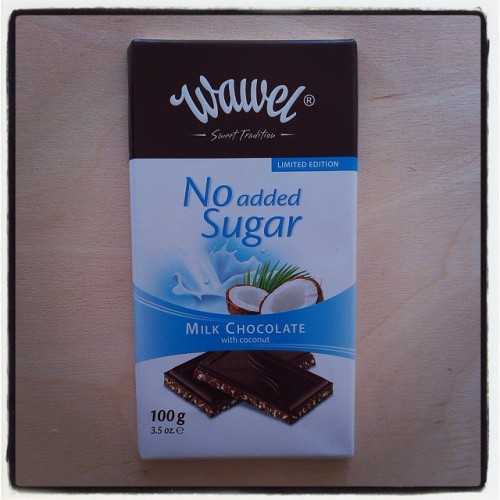 Wawel®
Sweet Tradition
LIMITED EDITION
No added
Sugar
MILK CHOCOLATE
with coconut
100 g
3.5 oz. ℮